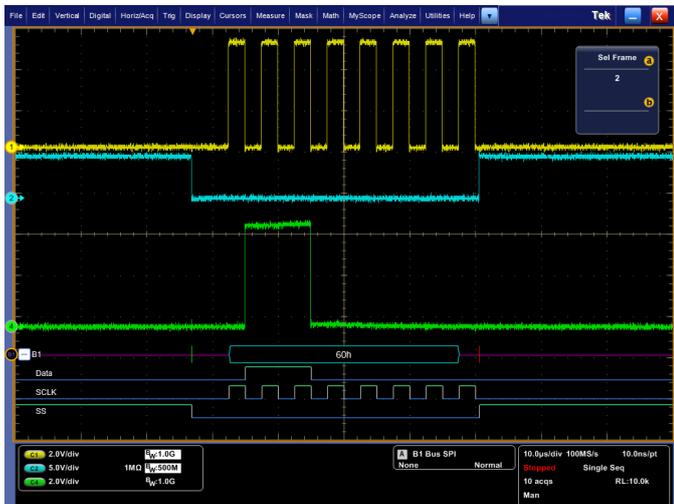 File Edit Vertical Digital Horiz/Acq Trig Display Cursors Measure Mask Math MyScope Analyze Utilities Help Tek X
Sel Frame a
2
b
1
2
4
B1 B1
60h
Data
SCLK
SS
C1 2.0V/div BW:1.0G
C2 5.0V/div 1MΩ BW:500M
C4 2.0V/div BW:1.0G
A B1 Bus SPI
None Normal
10.0µs/div 100MS/s 10.0ns/pt
Stopped Single Seq
10 acqs RL:10.0k
Man